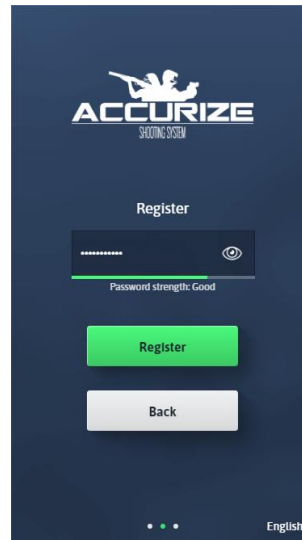 ACCURIZE
SHOOTING SYSTEM
Register
Password strength: Good
Register
Back
English